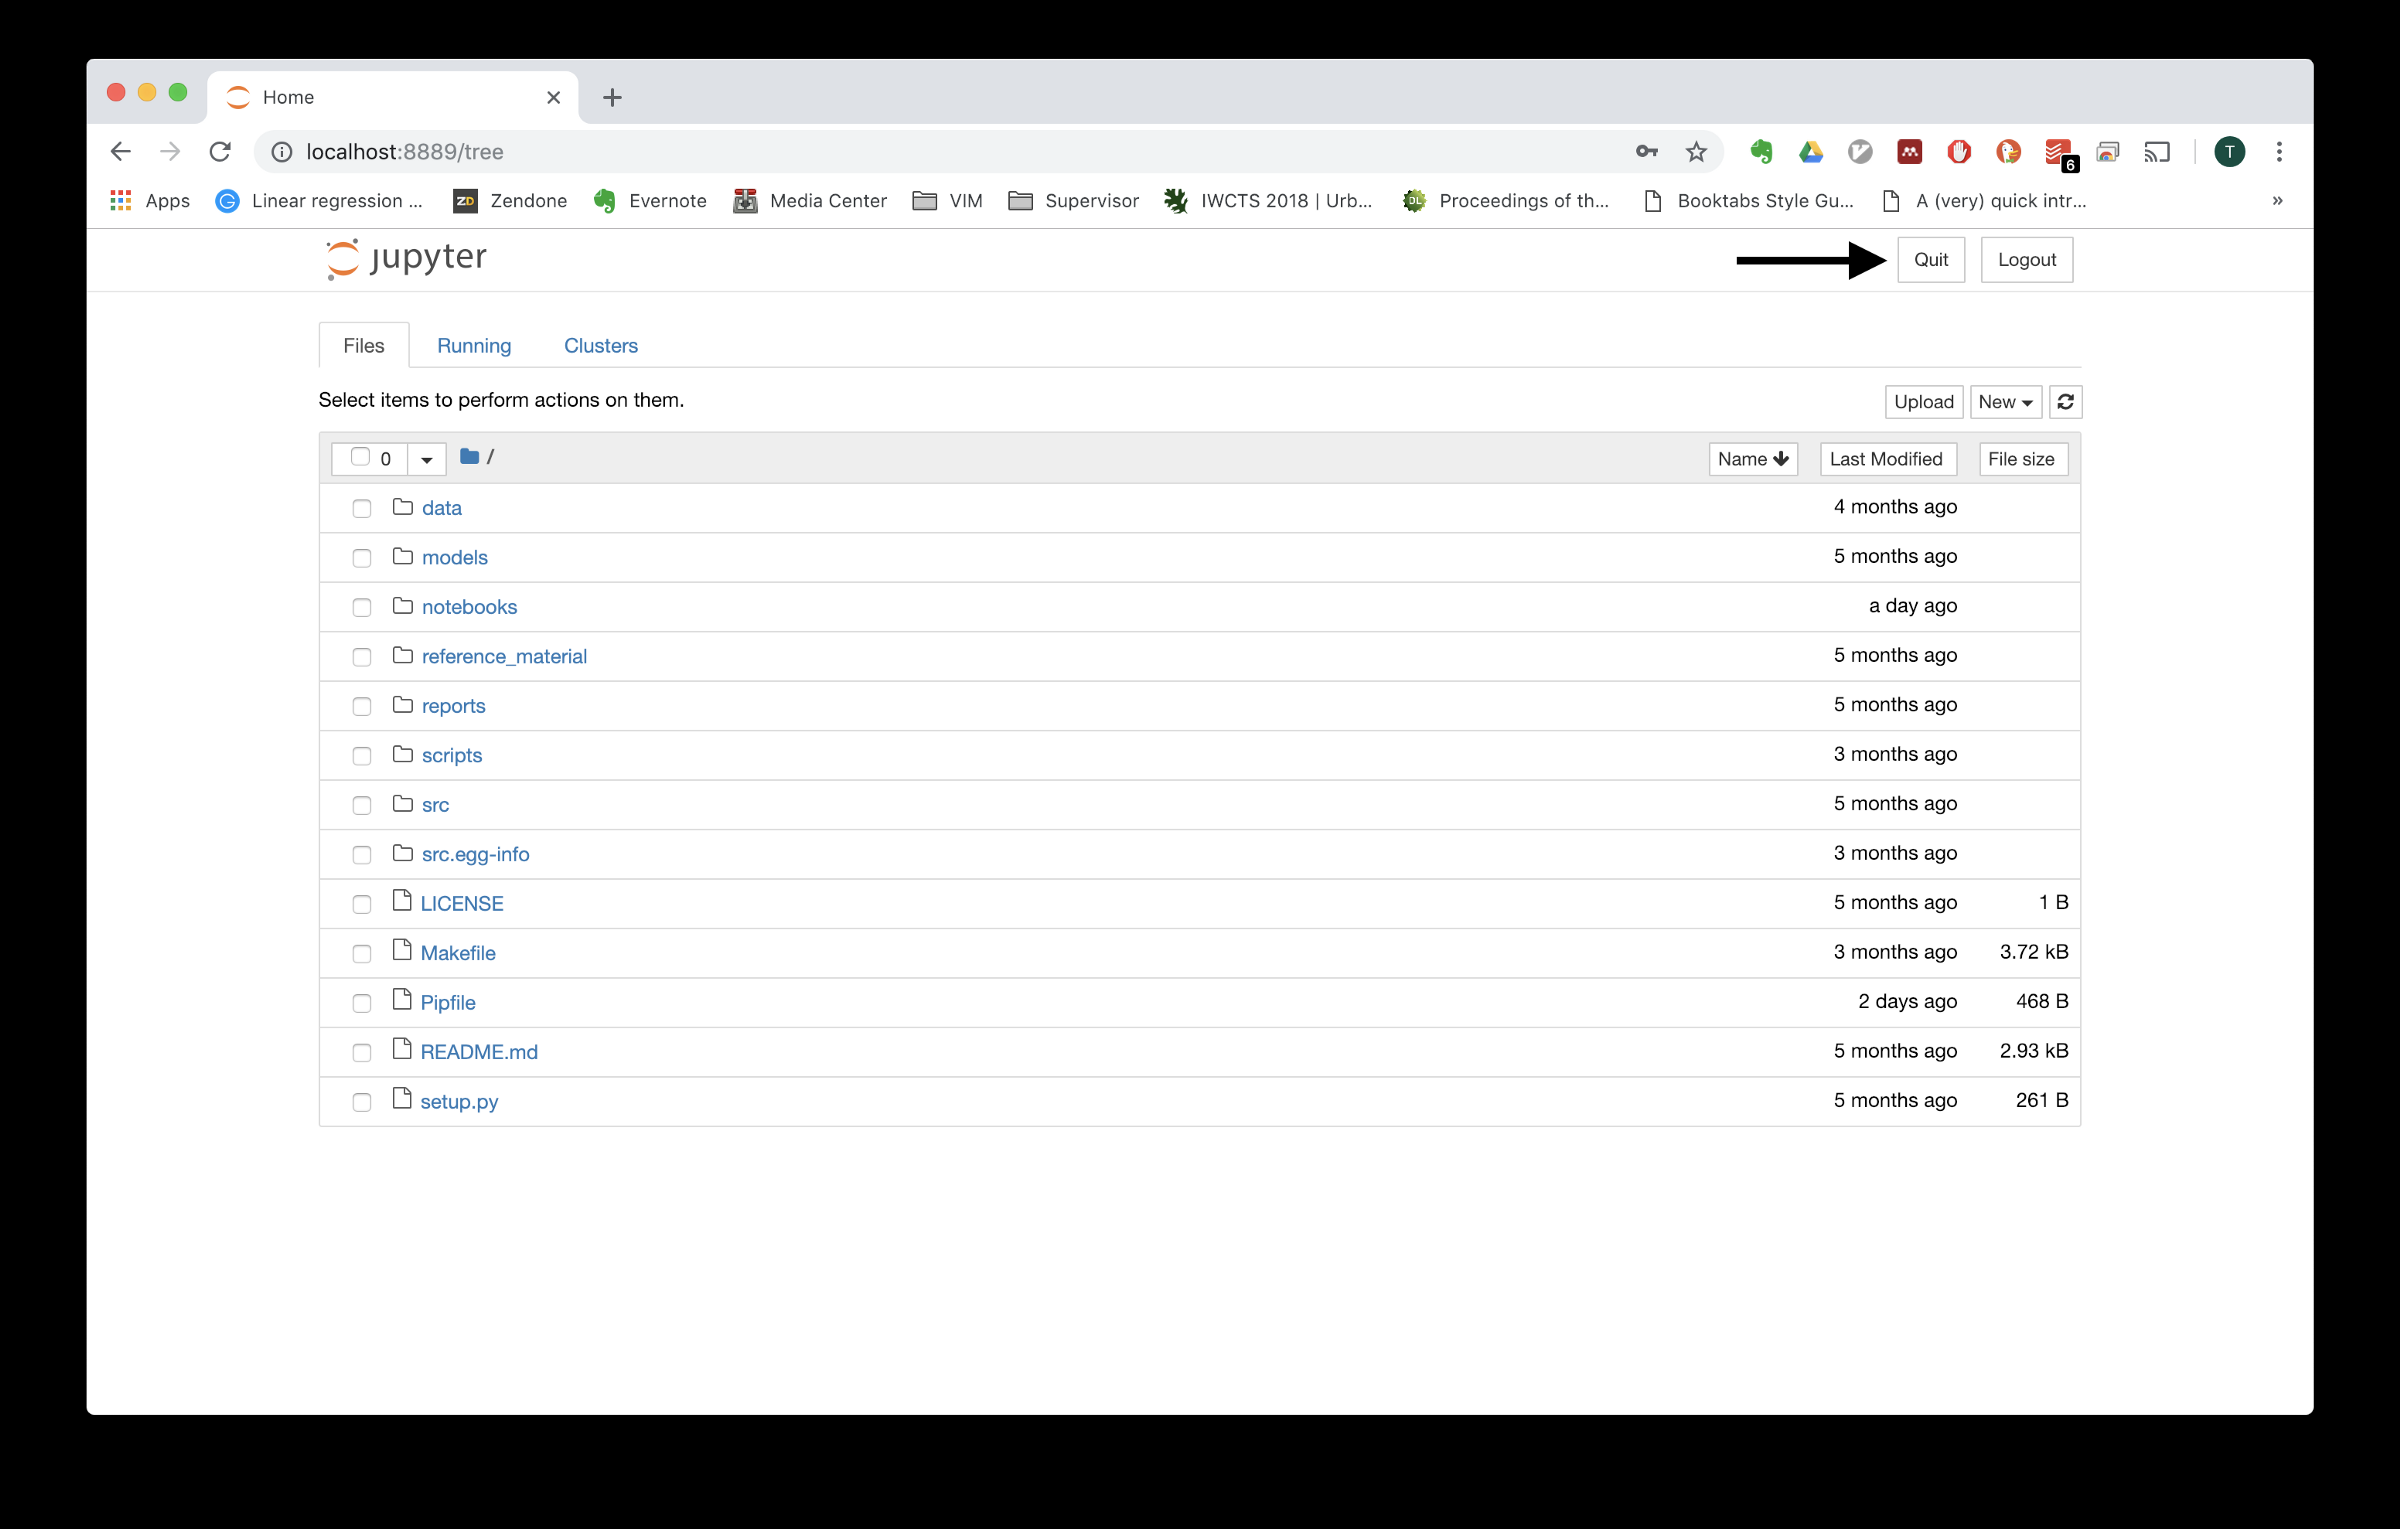 Home
localhost:8889/tree
6
T
Apps
Linear regression ...
ZD
Zendone
Evernote
Media Center
VIM
Supervisor
IWCTS 2018 | Urb...
DL
Proceedings of th...
Booktabs Style Gu...
A (very) quick intr...
»
jupyter
Quit
Logout
Files
Running
Clusters
Select items to perform actions on them.
Upload
New
0
/
Name
Last Modified
File size
data 4 months ago
models 5 months ago
notebooks a day ago
reference_material 5 months ago
reports 5 months ago
scripts 3 months ago
src 5 months ago
src.egg-info 3 months ago
LICENSE 5 months ago 1 B
Makefile 3 months ago 3.72 kB
Pipfile 2 days ago 468 B
README.md 5 months ago 2.93 kB
setup.py 5 months ago 261 B